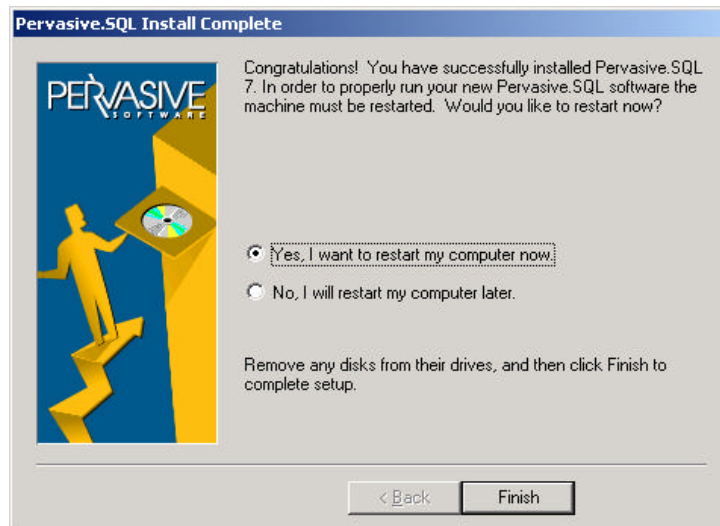 Pervasive.SQL Install Complete
PERVASIVE
SOFTWARE
Congratulations!  You have successfully installed Pervasive.SQL
7. In order to properly run your new Pervasive.SQL software the
machine must be restarted.  Would you like to restart now?
Yes, I want to restart my computer now.
No, I will restart my computer later.
Remove any disks from their drives, and then click Finish to
complete setup.
< Back
Finish